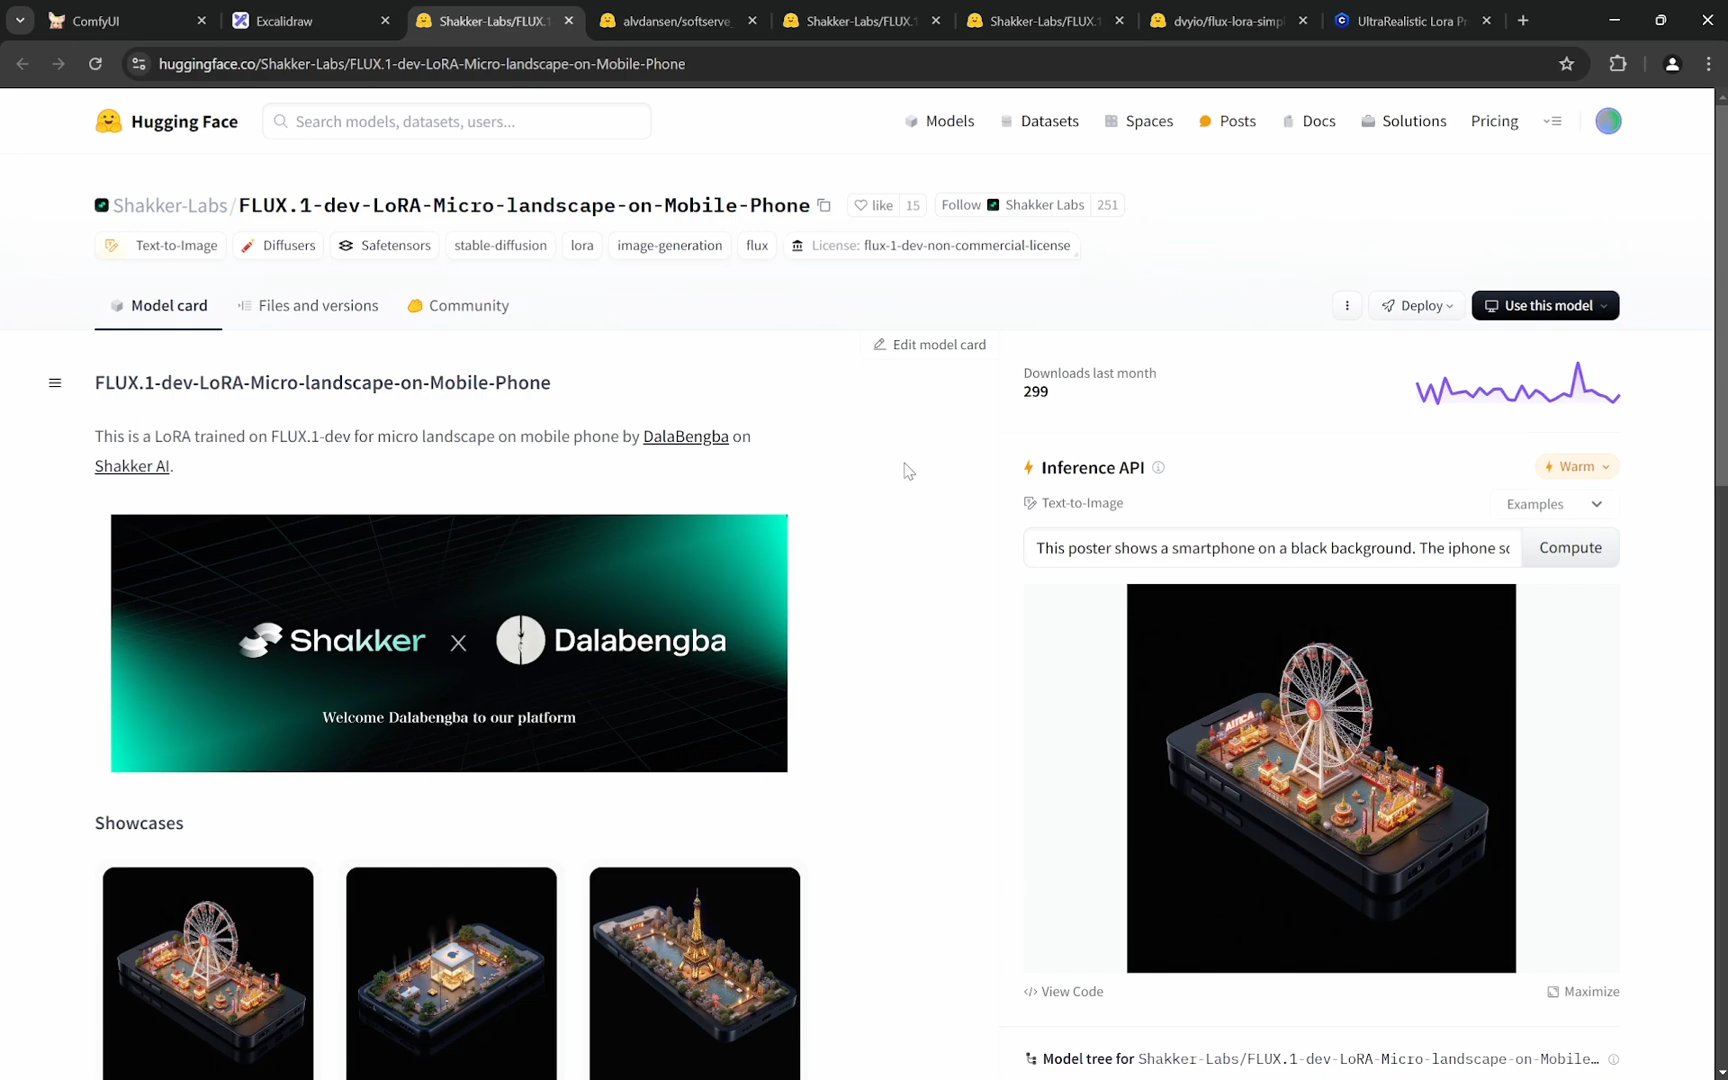 ComfyUI
Excalidraw
Shakker-Labs/FLUX.1
alvdansen/softserve_
Shakker-Labs/FLUX.1
Shakker-Labs/FLUX.1
dvyio/flux-lora-simp
UltraRealistic Lora Pr
huggingface.co/Shakker-Labs/FLUX.1-dev-LoRA-Micro-landscape-on-Mobile-Phone
Hugging Face
Search models, datasets, users...
Models
Datasets
Spaces
Posts
Docs
Solutions
Pricing
Shakker-Labs/FLUX.1-dev-LoRA-Micro-landscape-on-Mobile-Phone
like 15
Follow Shakker Labs 251
Text-to-Image
Diffusers
Safetensors
stable-diffusion
lora
image-generation
flux
License: flux-1-dev-non-commercial-license
Model card
Files and versions
Community
Deploy
Use this model
Edit model card
FLUX.1-dev-LoRA-Micro-landscape-on-Mobile-Phone
This is a LoRA trained on FLUX.1-dev for micro landscape on mobile phone by DalaBengba on
Shakker AI.
Shakker x Dalabengba
Welcome Dalabengba to our platform
Showcases
Downloads last month
299
Inference API
Warm
Text-to-Image
Examples
This poster shows a smartphone on a black background. The iphone sc
Compute
View Code
Maximize
Model tree for Shakker-Labs/FLUX.1-dev-LoRA-Micro-landscape-on-Mobile…